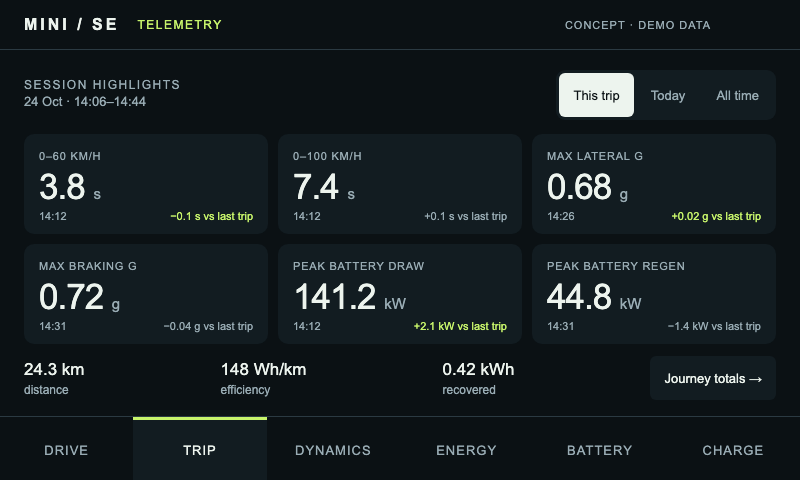 MINI / SE TELEMETRY CONCEPT · DEMO DATA
SESSION HIGHLIGHTS
24 Oct · 14:06–14:44
This trip Today All time
0–60 KM/H
3.8 s
14:12 −0.1 s vs last trip
0–100 KM/H
7.4 s
14:12 +0.1 s vs last trip
MAX LATERAL G
0.68 g
14:26 +0.02 g vs last trip
MAX BRAKING G
0.72 g
14:31 −0.04 g vs last trip
PEAK BATTERY DRAW
141.2 kW
14:12 +2.1 kW vs last trip
PEAK BATTERY REGEN
44.8 kW
14:31 −1.4 kW vs last trip
24.3 km
distance
148 Wh/km
efficiency
0.42 kWh
recovered
Journey totals →
DRIVE TRIP DYNAMICS ENERGY BATTERY CHARGE